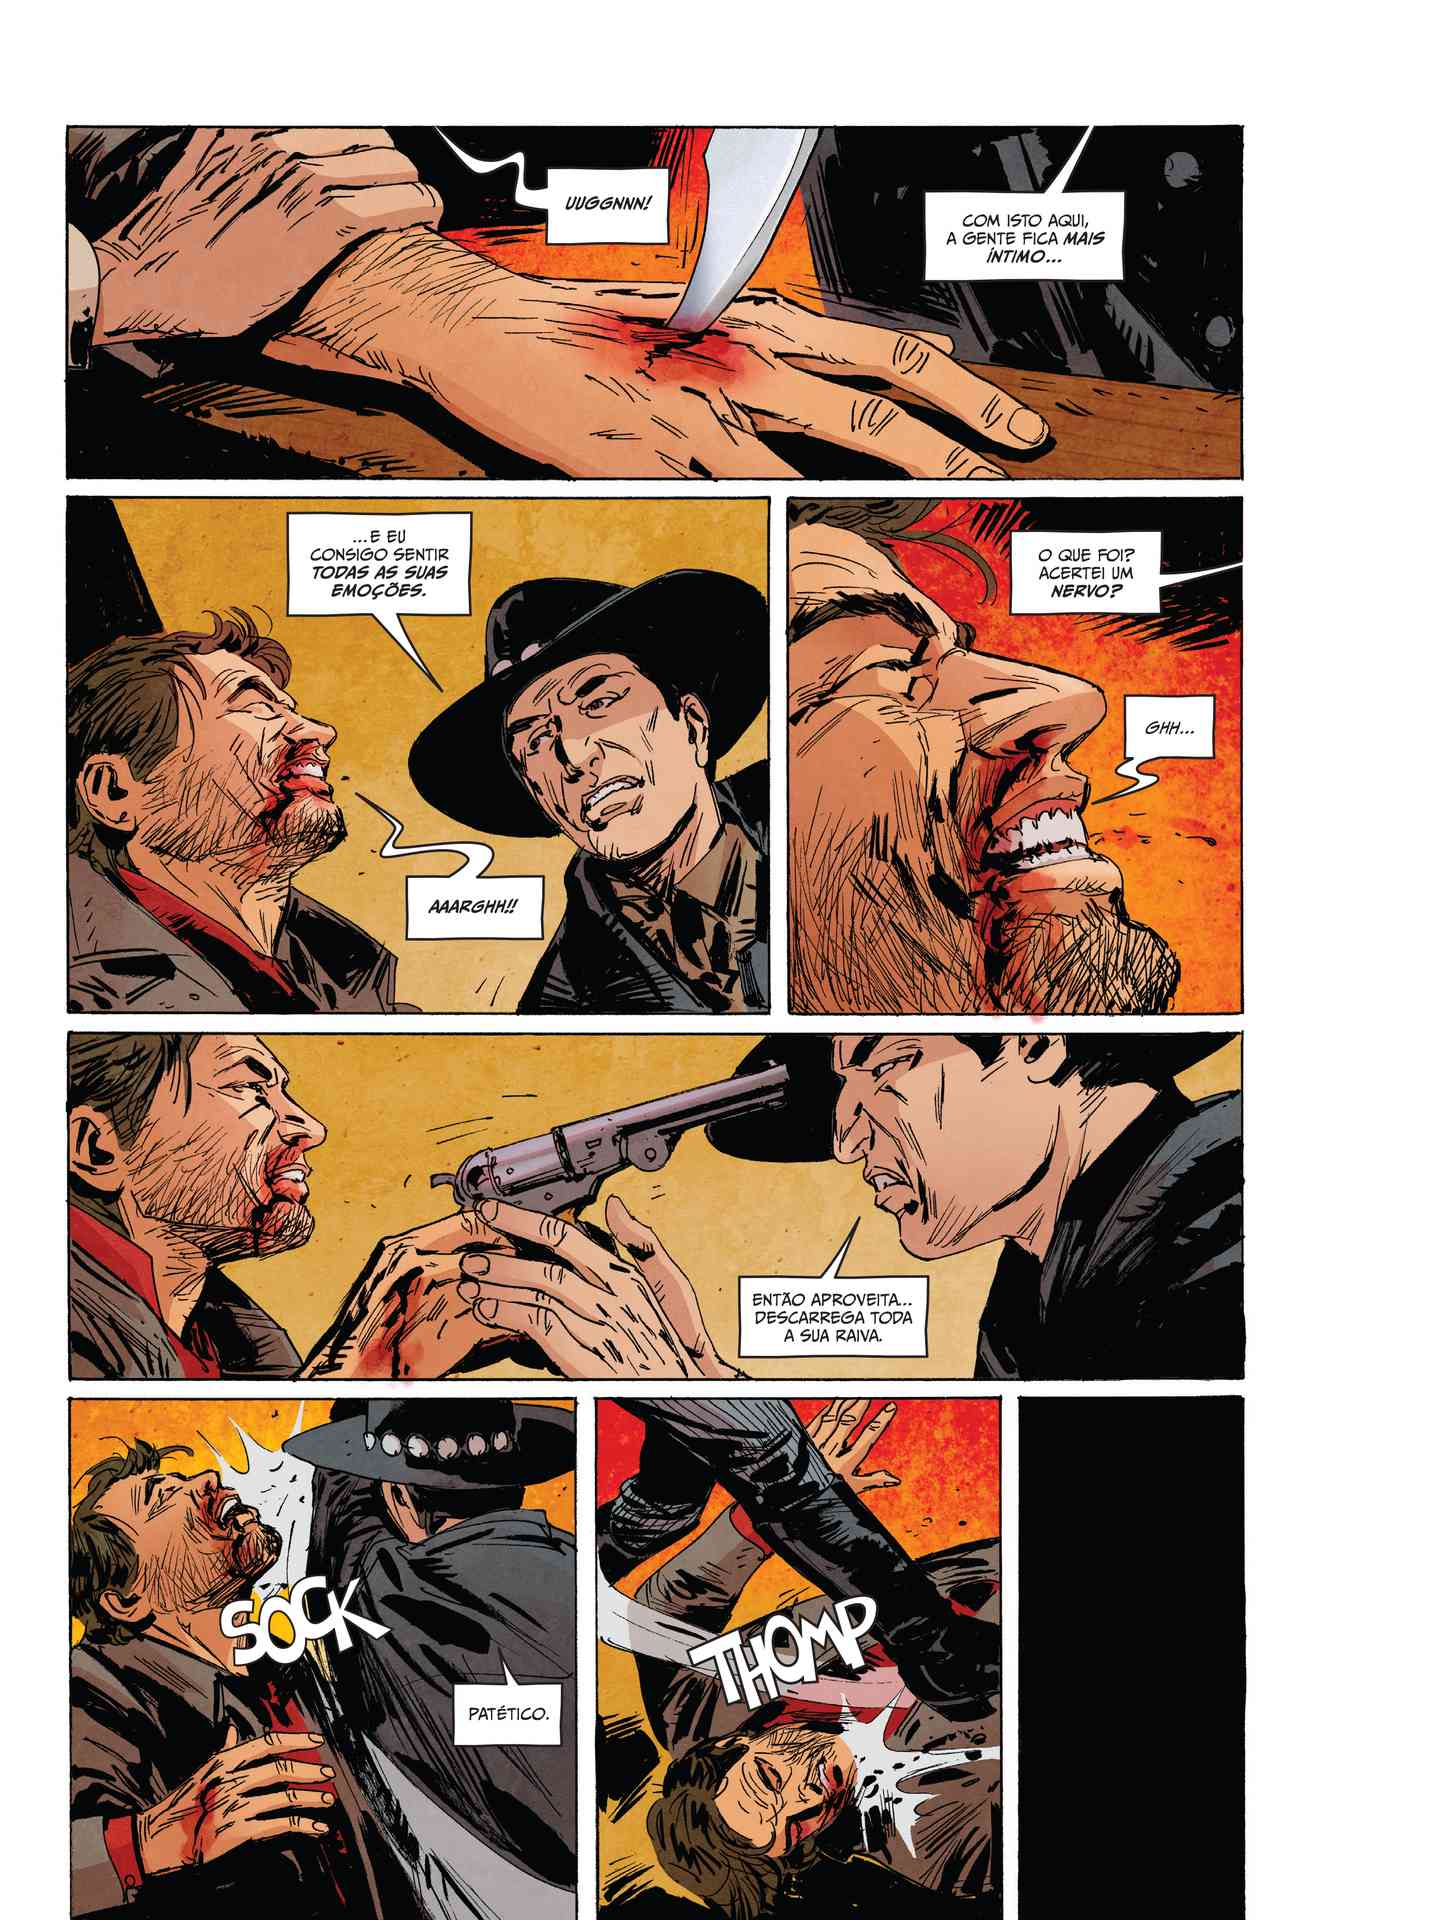 UUGGNNN!
COM ISTO AQUI,
A GENTE FICA MAIS
ÍNTIMO...
...E EU
CONSIGO SENTIR
TODAS AS SUAS
EMOÇÕES.
AAARGHH!!
O QUE FOI?
ACERTEI UM
NERVO?
GHH...
ENTÃO APROVEITA...
DESCARREGA TODA
A SUA RAIVA.
SOCK
PATÉTICO.
THOMP